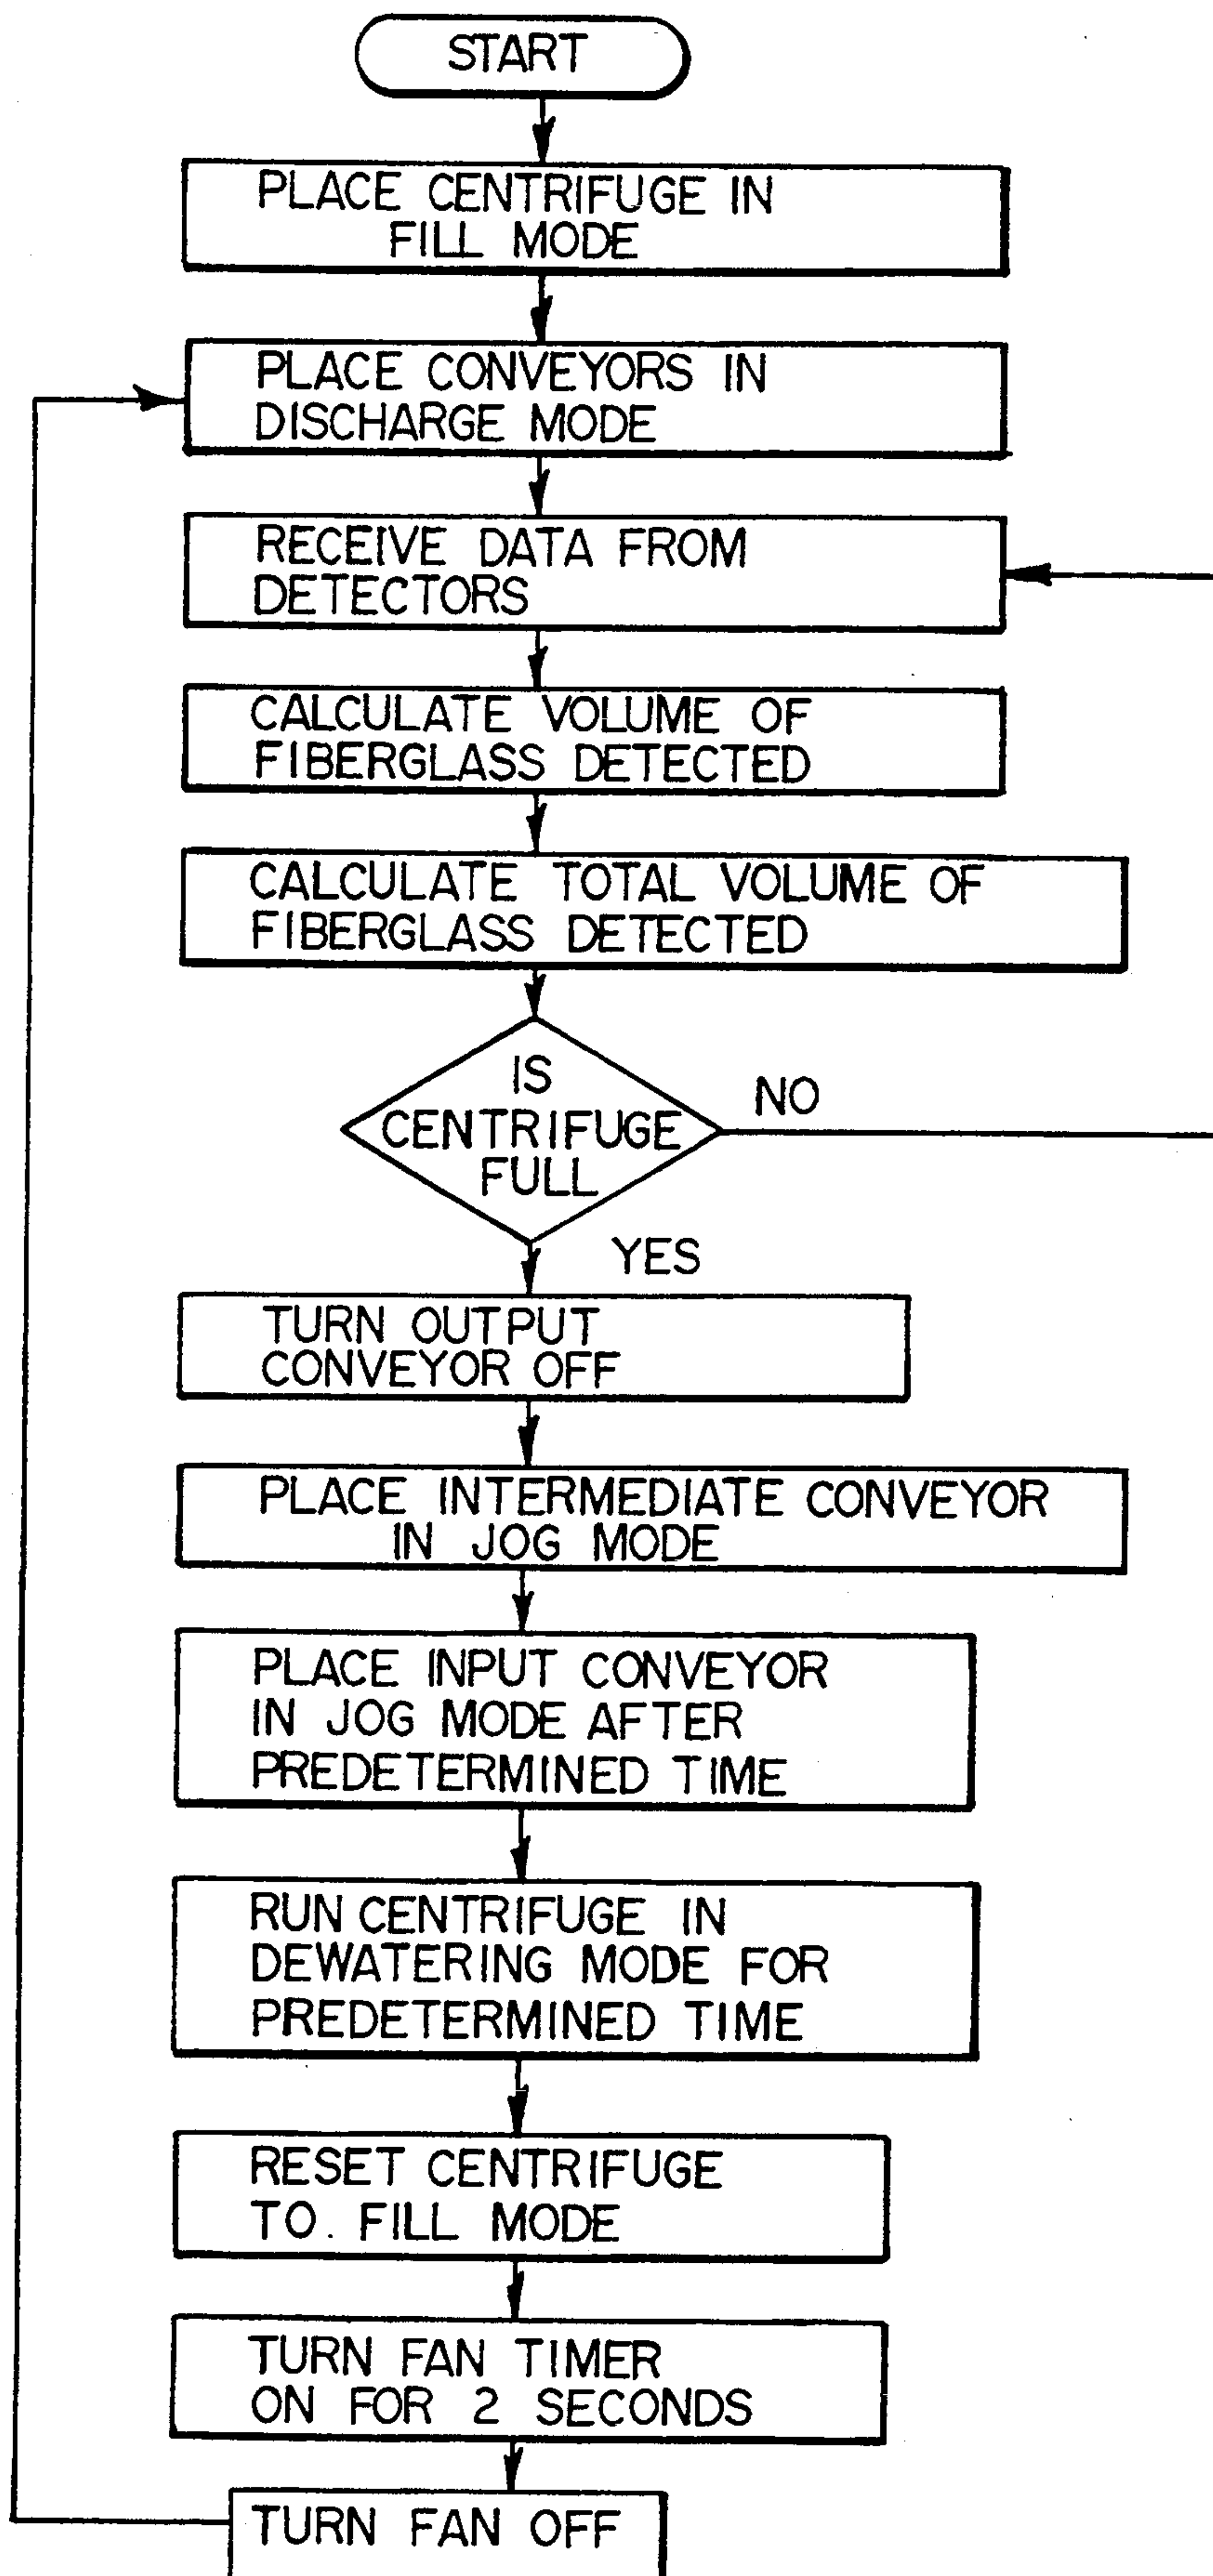 START
PLACE CENTRIFUGE IN
FILL MODE
PLACE CONVEYORS IN
DISCHARGE MODE
RECEIVE DATA FROM
DETECTORS
CALCULATE VOLUME OF
FIBERGLASS DETECTED
CALCULATE TOTAL VOLUME OF
FIBERGLASS DETECTED
IS
CENTRIFUGE
FULL
NO
YES
TURN OUTPUT
CONVEYOR OFF
PLACE INTERMEDIATE CONVEYOR
IN JOG MODE
PLACE INPUT CONVEYOR
IN JOG MODE AFTER
PREDETERMINED TIME
RUN CENTRIFUGE IN
DEWATERING MODE FOR
PREDETERMINED TIME
RESET CENTRIFUGE
TO FILL MODE
TURN FAN TIMER
ON FOR 2 SECONDS
TURN FAN OFF